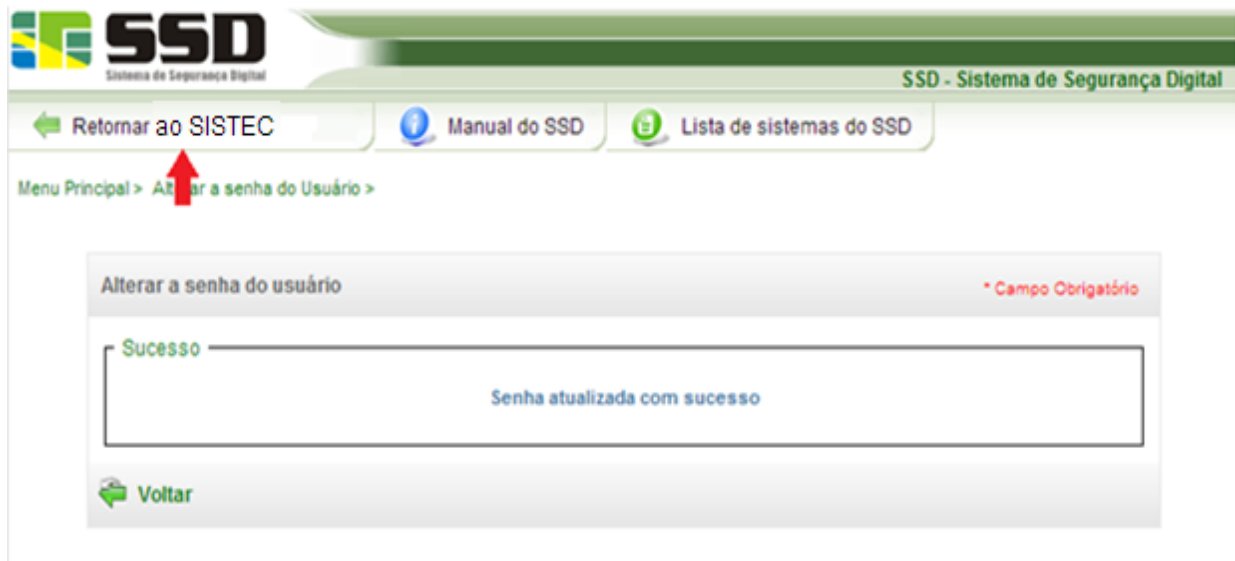 SSD
Sistema de Segurança Digital
SSD - Sistema de Segurança Digital
Retornar ao SISTEC
Manual do SSD
Lista de sistemas do SSD
Menu Principal > Alterar a senha do Usuário >
Alterar a senha do usuário
* Campo Obrigatório
Sucesso
Senha atualizada com sucesso
Voltar